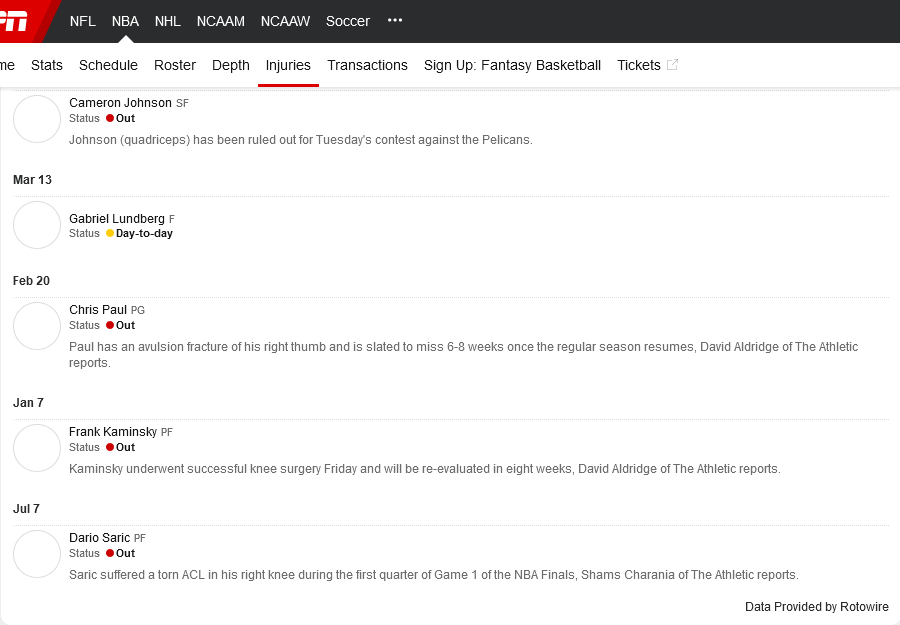 NFL NBA NHL NCAAM NCAAW Soccer •••
me Stats Schedule Roster Depth Injuries Transactions Sign Up: Fantasy Basketball Tickets
Cameron Johnson SF
Status Out
Johnson (quadriceps) has been ruled out for Tuesday's contest against the Pelicans.
Mar 13
Gabriel Lundberg F
Status Day-to-day
Feb 20
Chris Paul PG
Status Out
Paul has an avulsion fracture of his right thumb and is slated to miss 6-8 weeks once the regular season resumes, David Aldridge of The Athletic
reports.
Jan 7
Frank Kaminsky PF
Status Out
Kaminsky underwent successful knee surgery Friday and will be re-evaluated in eight weeks, David Aldridge of The Athletic reports.
Jul 7
Dario Saric PF
Status Out
Saric suffered a torn ACL in his right knee during the first quarter of Game 1 of the NBA Finals, Shams Charania of The Athletic reports.
Data Provided by Rotowire